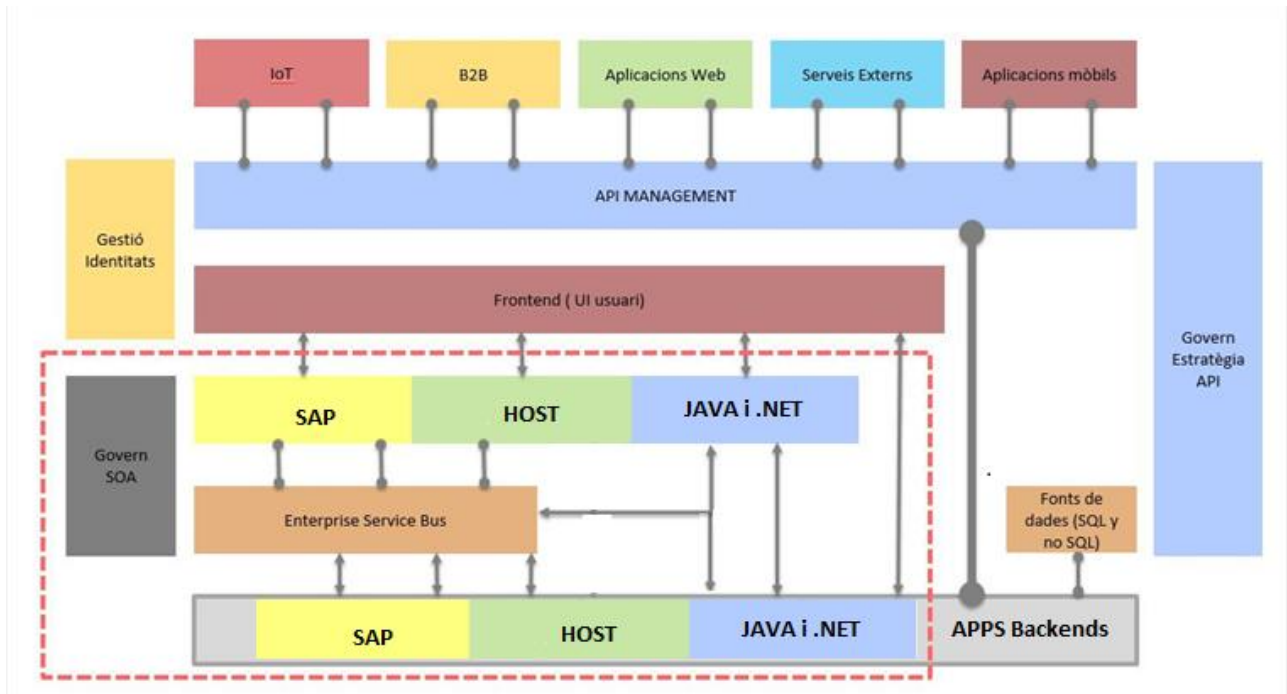 IoT
B2B
Aplicacions Web
Serveis Externs
Aplicacions mòbils
API MANAGEMENT
Gestió
Identitats
Frontend ( UI usuari)
Govern
Estratègia
API
SAP
HOST
JAVA i .NET
Govern
SOA
Enterprise Service Bus
Fonts de
dades (SQL y
no SQL)
SAP
HOST
JAVA i .NET
APPS Backends